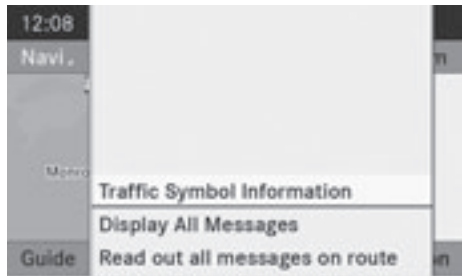 12:08
Navi.
Traffic Symbol Information
Display All Messages
Guide Read out all messages on route